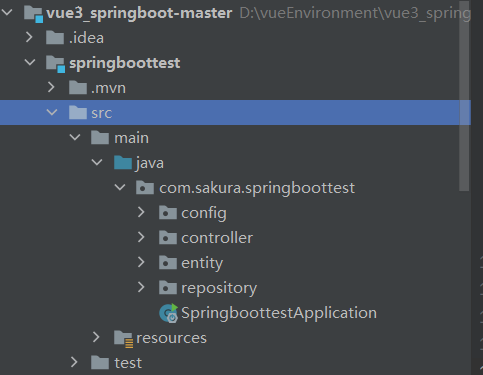 vue3_springboot-master D:\vueEnvironment\vue3_spring
.idea
springboottest
.mvn
src
main
java
com.sakura.springboottest
config
controller
entity
repository
SpringboottestApplication
resources
test